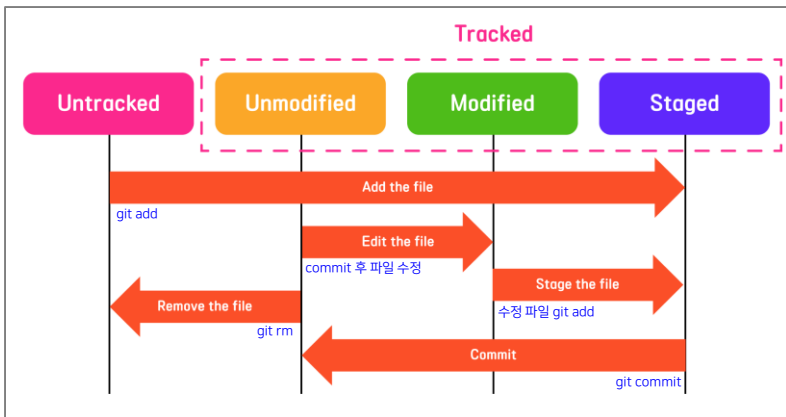 Tracked
Untracked
Unmodified
Modified
Staged
Add the file
git add
Edit the file
commit 후 파일 수정
Stage the file
수정 파일 git add
Remove the file
git rm
Commit
git commit